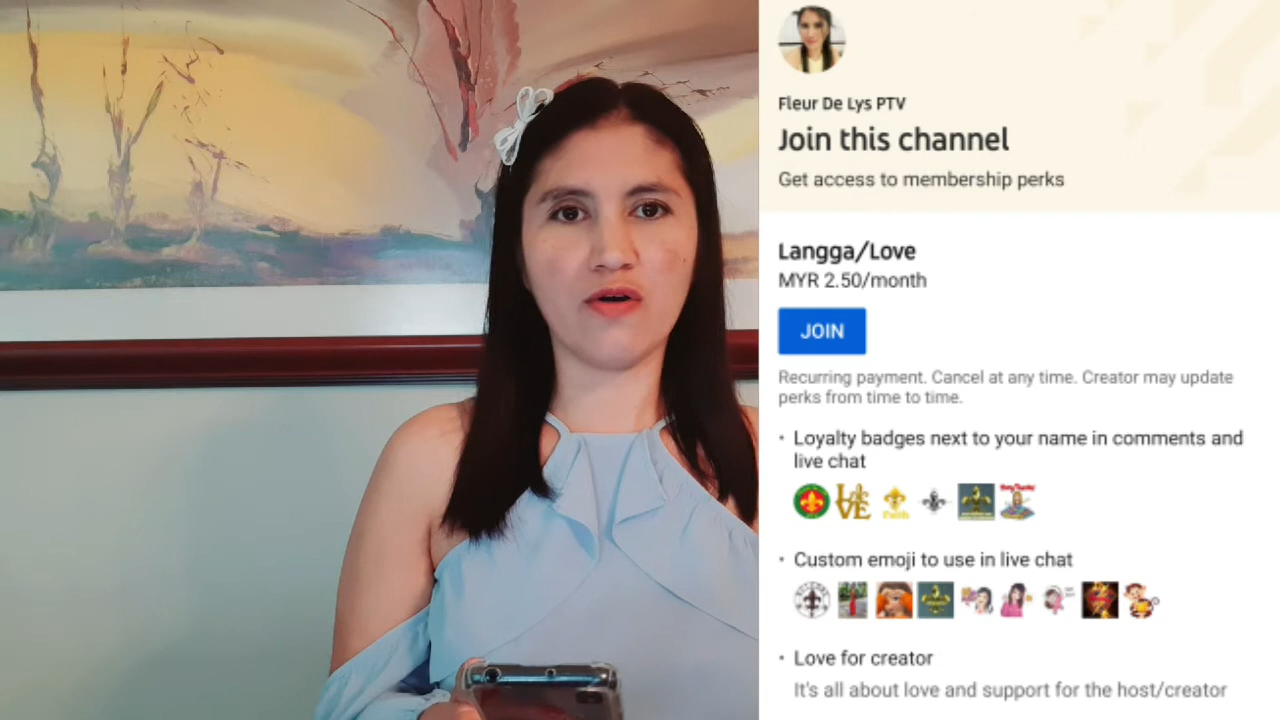 Fleur De Lys PTV
Join this channel
Get access to membership perks
Langga/Love
MYR 2.50/month
JOIN
Recurring payment. Cancel at any time. Creator may update
perks from time to time.
• Loyalty badges next to your name in comments and
live chat
LOVE
Faith
• Custom emoji to use in live chat
• Love for creator
It's all about love and support for the host/creator